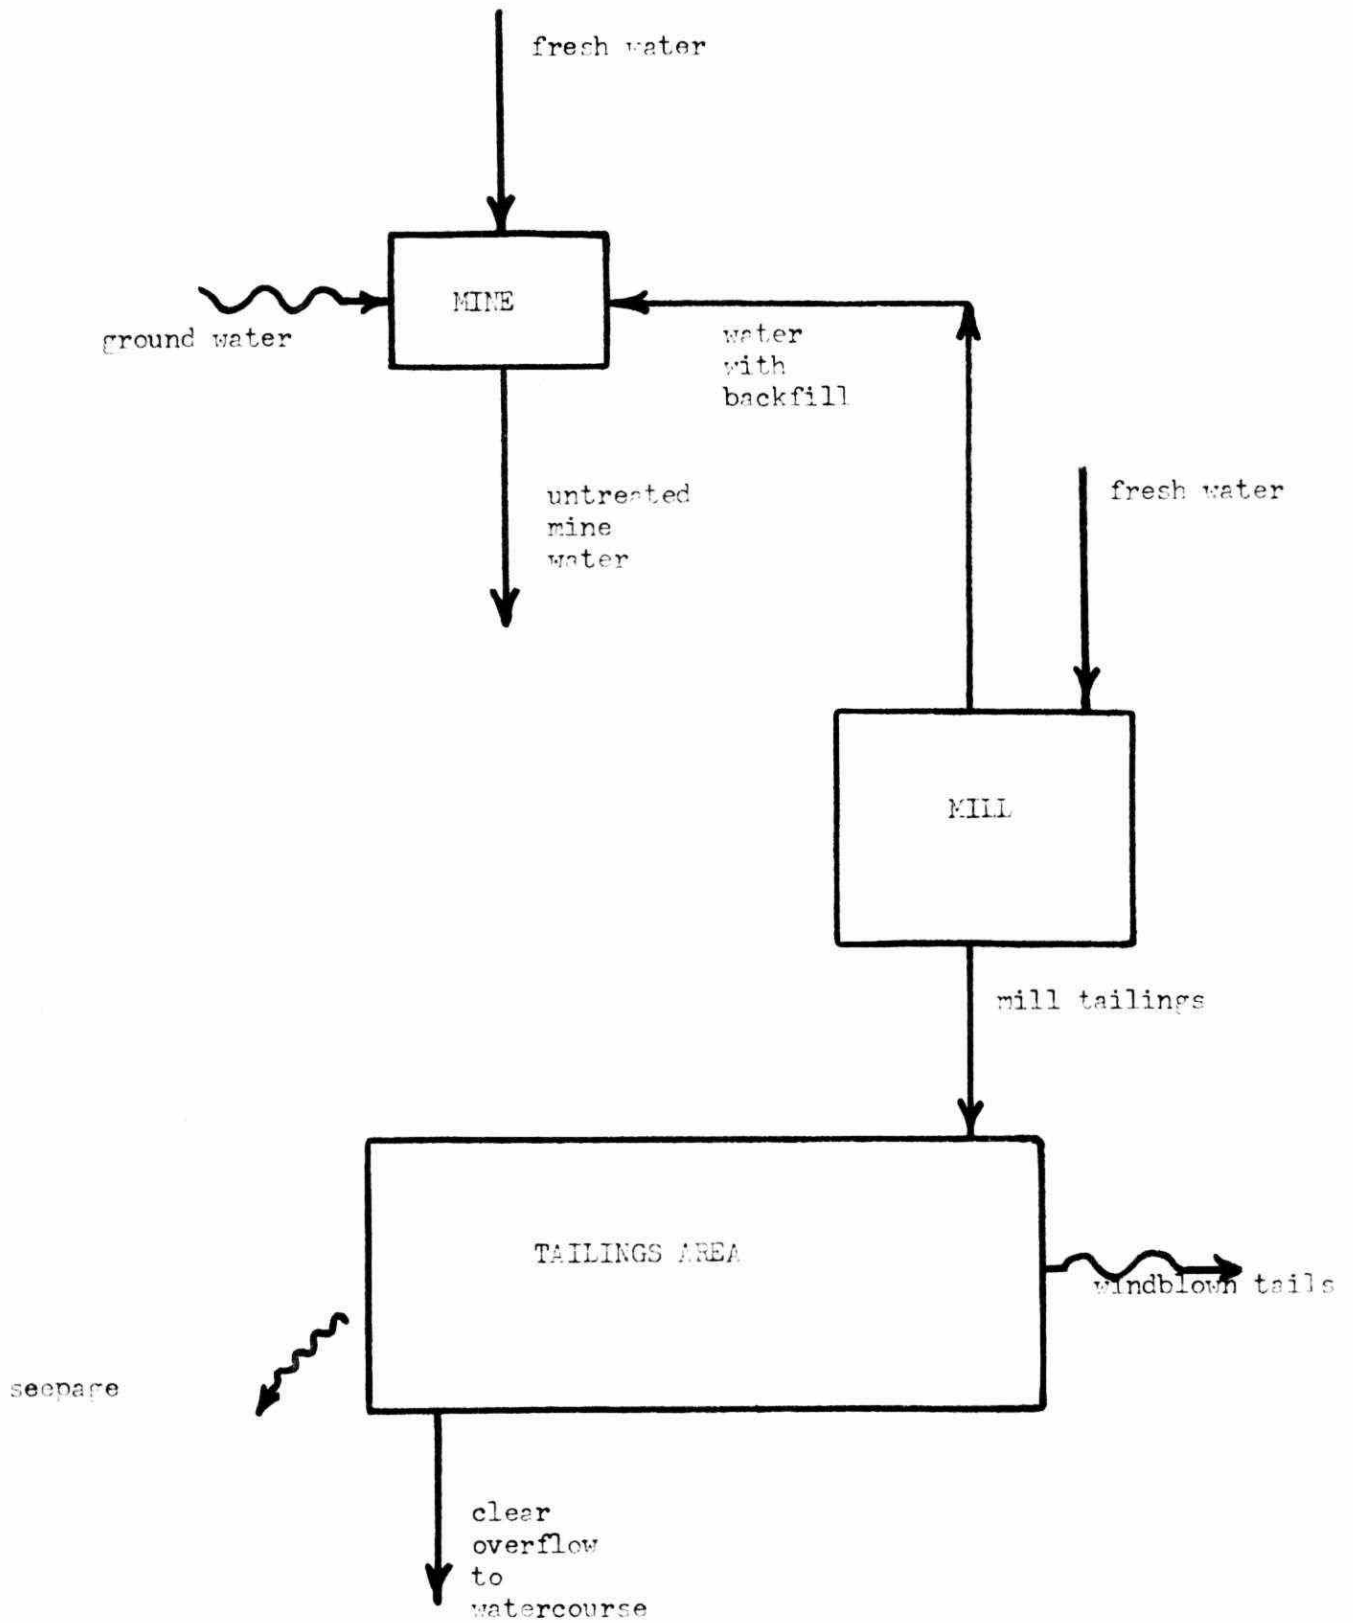 fresh water
MINE
ground water
water
with
backfill
untreated
mine
water
fresh water
MILL
mill tailings
TAILINGS AREA
windblown tails
seepage
clear
overflow
to
watercourse